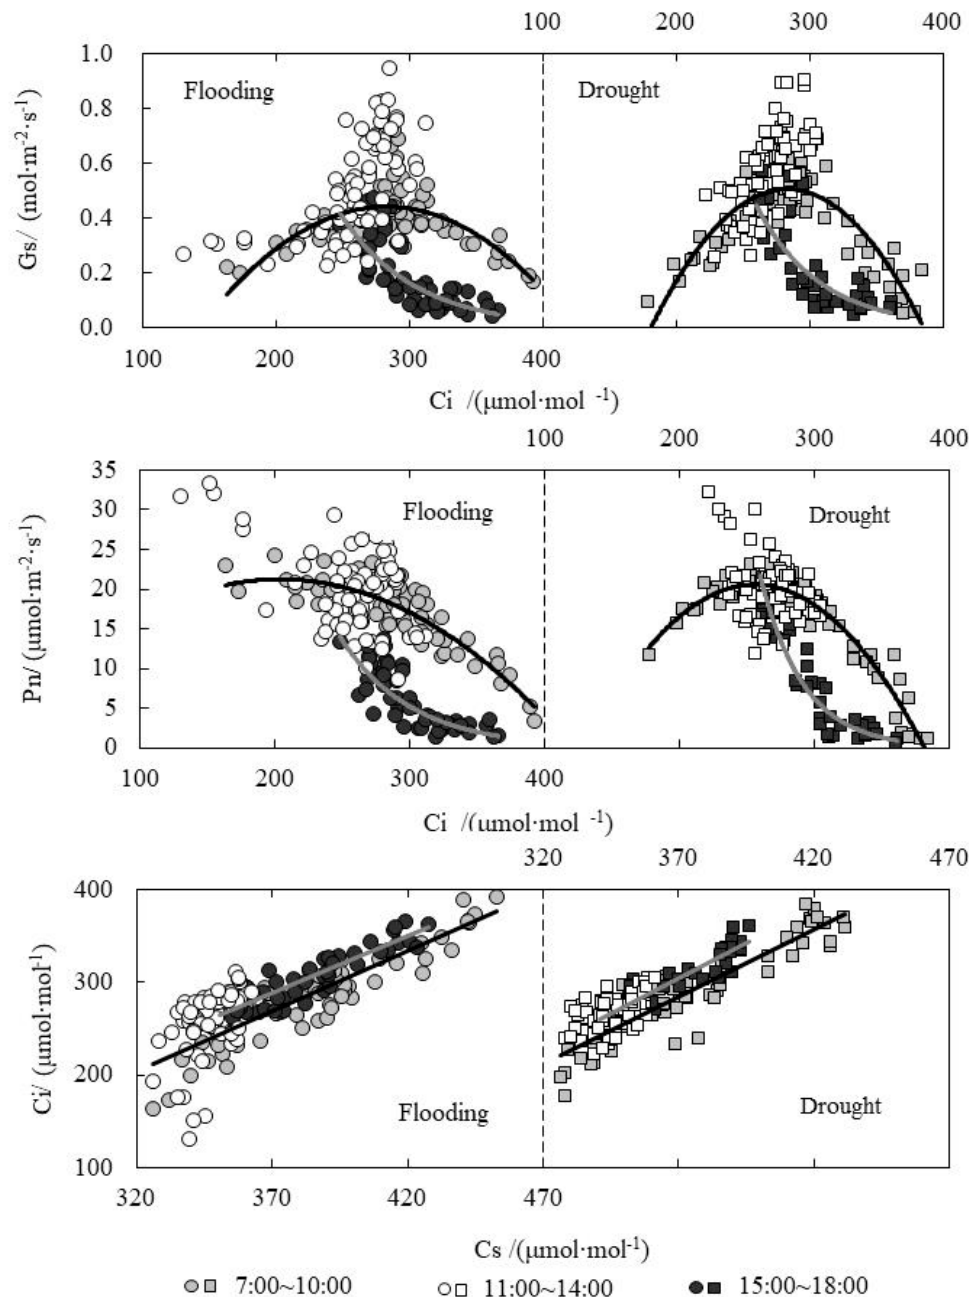 100 200 300 400
1.0
Flooding Drought
0.8
0.6
0.4
0.2
0.0
Gs/ (mol·m⁻²·s⁻¹)
100 200 300 400
Ci /(μmol·mol ⁻¹)
100 200 300 400
35
Flooding Drought
30
25
20
15
10
5
0
Pn/ (μmol·m⁻²·s⁻¹)
100 200 300 400
Ci /(μmol·mol ⁻¹)
320 370 420 470
400
300
200
Flooding Drought
100
Ci/ (μmol·mol⁻¹)
320 370 420 470
Cs /(μmol·mol⁻¹)
7:00~10:00 11:00~14:00 15:00~18:00